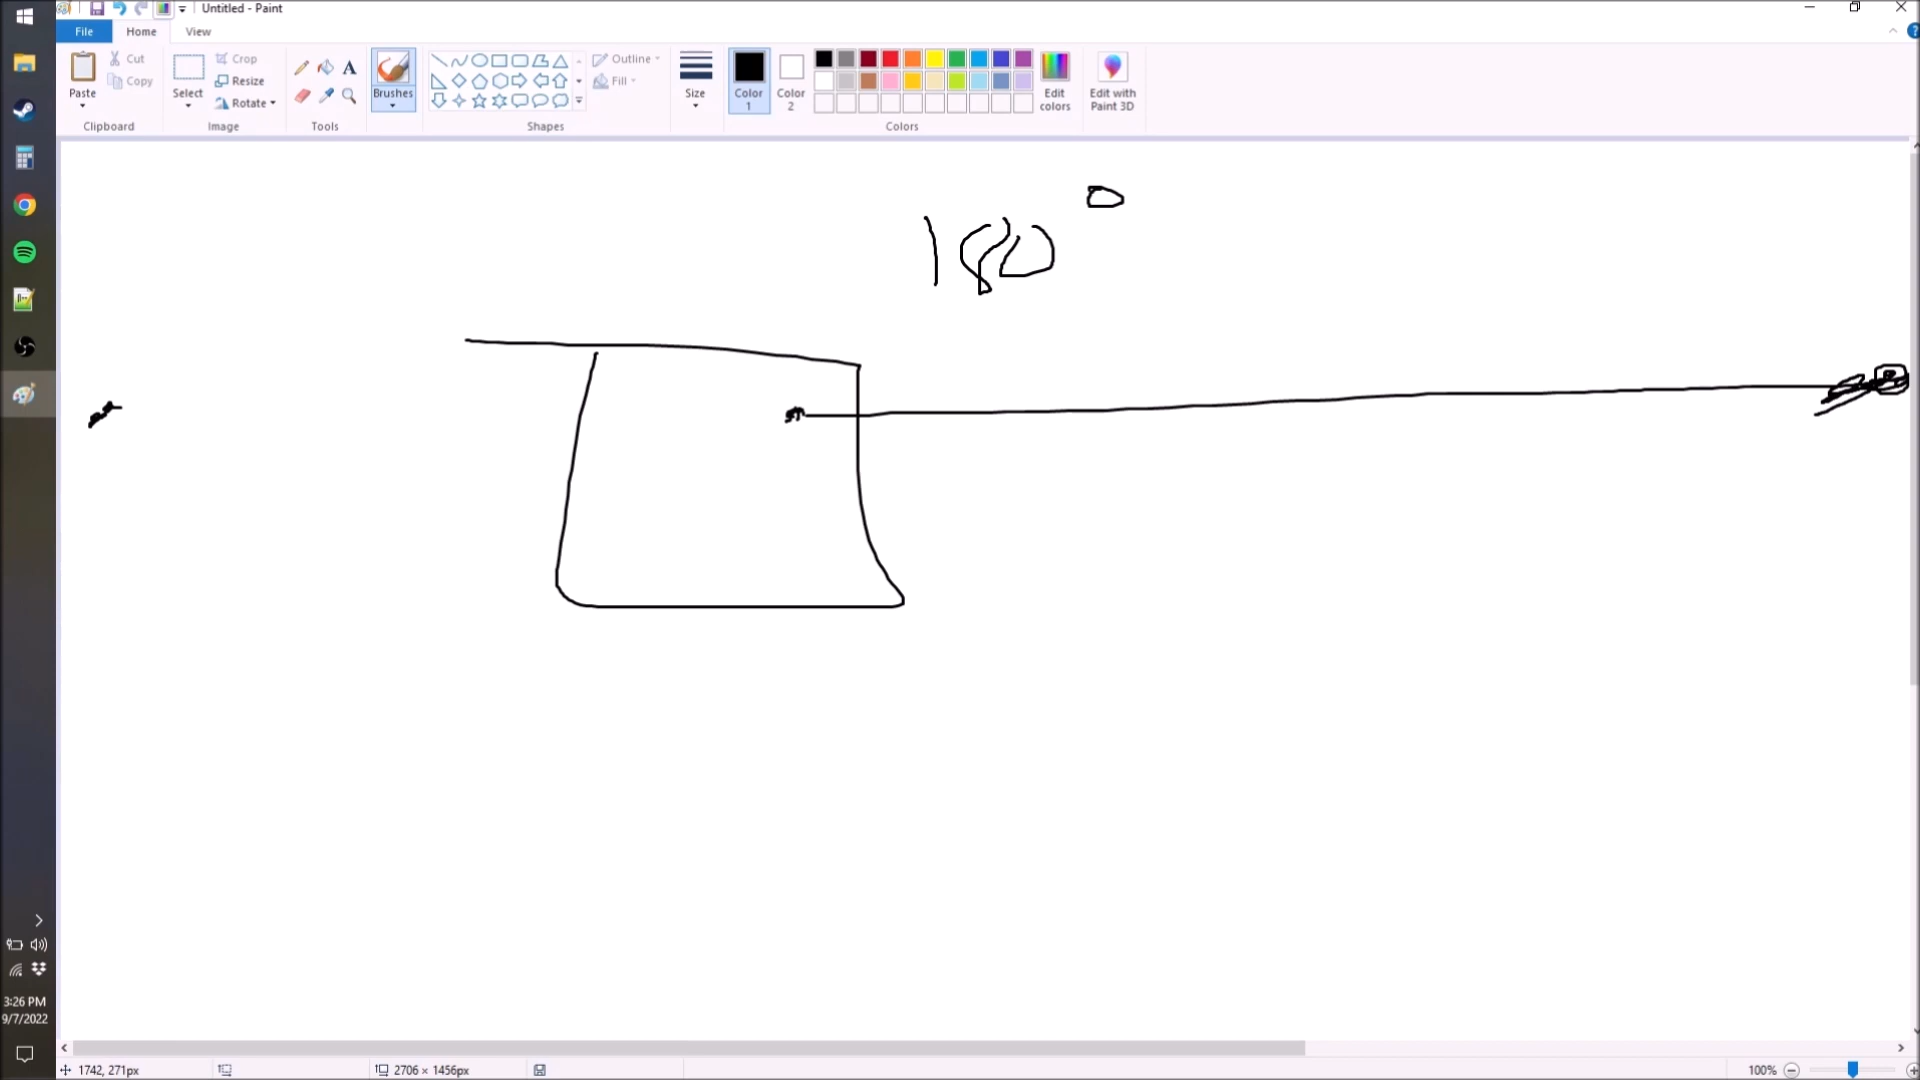 Untitled - Paint
File Home View
Paste Cut Copy Clipboard
Select Crop Resize Rotate Image
Tools
Brushes
Outline Fill Shapes
Size
Color 1 Color 2 Edit colors Colors
Edit with Paint 3D
180°
3:26 PM
9/7/2022
1742, 271px 2706 × 1456px 100%